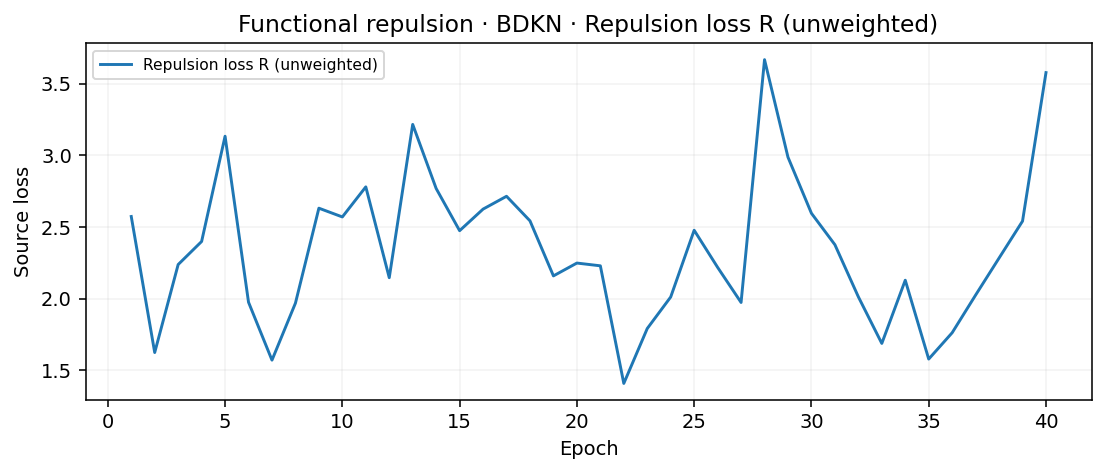 Functional repulsion · BDKN · Repulsion loss R (unweighted)
Repulsion loss R (unweighted)
Source loss
3.5
3.0
2.5
2.0
1.5
0 5 10 15 20 25 30 35 40
Epoch